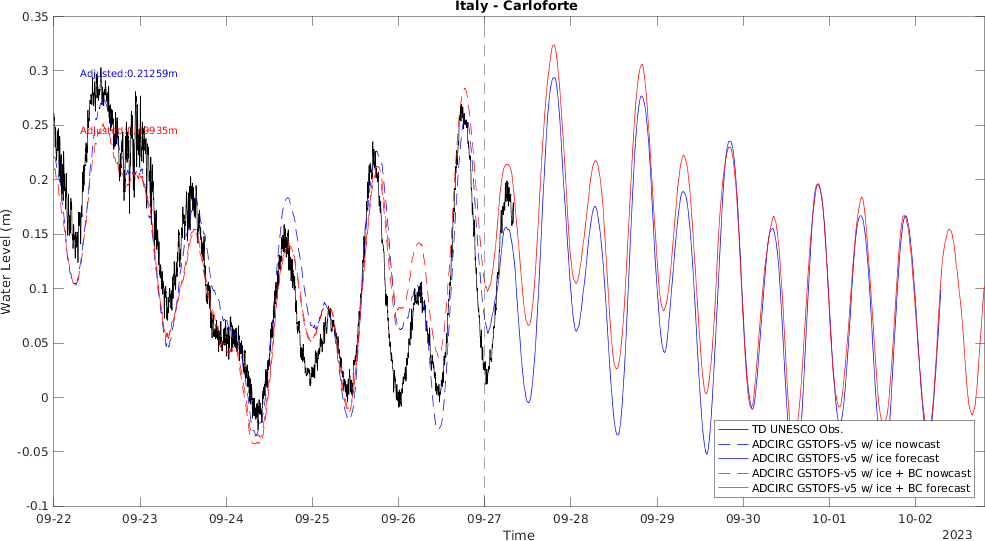 Italy - Carloforte
0.35
0.3
0.25
0.2
0.15
0.1
0.05
0
-0.05
-0.1
Water Level (m)
Adjusted:0.21259m
TD UNESCO Obs.
ADCIRC GSTOFS-v5 w/ ice nowcast
ADCIRC GSTOFS-v5 w/ ice forecast
ADCIRC GSTOFS-v5 w/ ice + BC nowcast
ADCIRC GSTOFS-v5 w/ ice + BC forecast
09-22 09-23 09-24 09-25 09-26 09-27 09-28 09-29 09-30 10-01 10-02
Time
2023